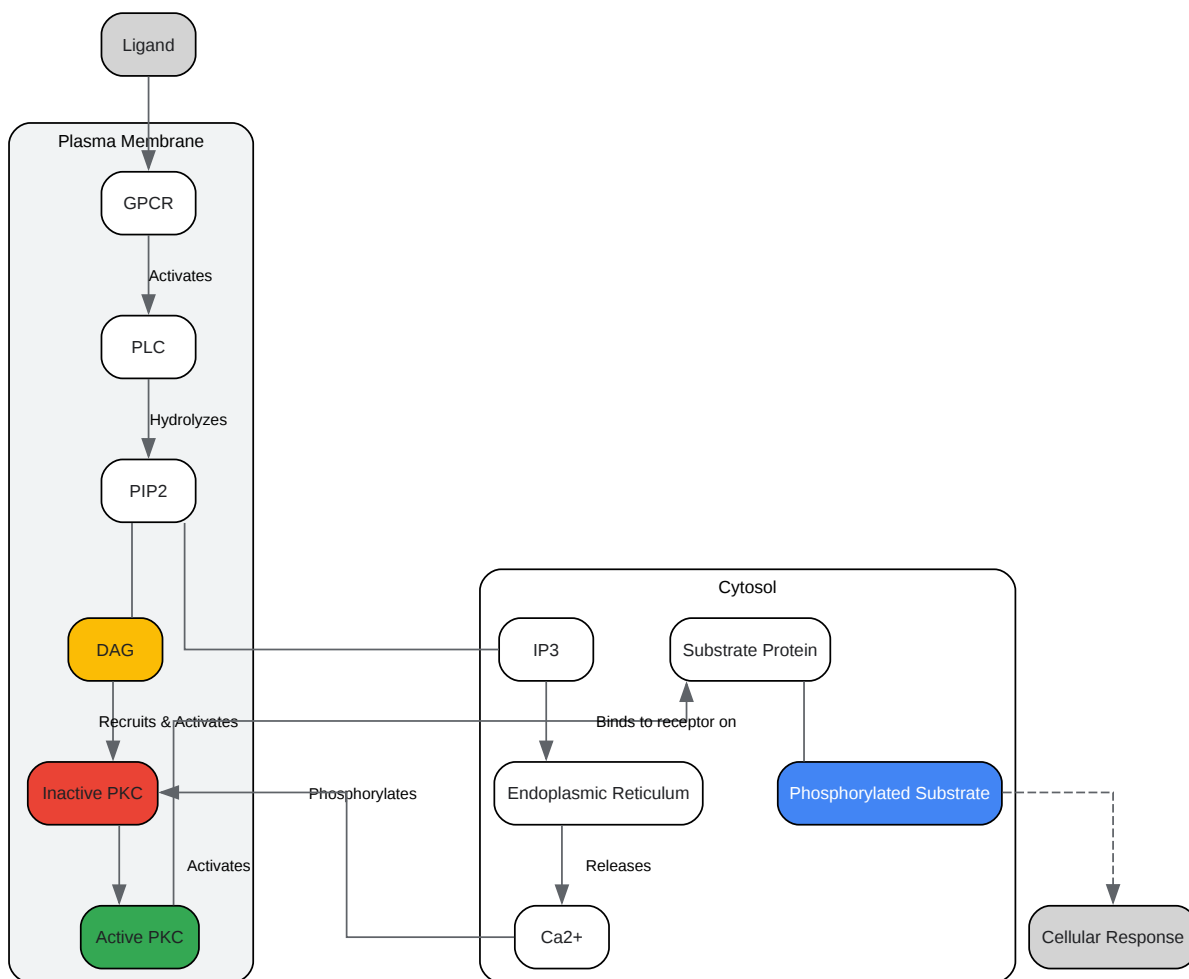 Ligand
Plasma Membrane
GPCR
Activates
PLC
Hydrolyzes
PIP2
Cytosol
DAG
IP3
Substrate Protein
Recruits & Activates
Binds to receptor on
Inactive PKC
Phosphorylates
Endoplasmic Reticulum
Phosphorylated Substrate
Activates
Releases
Active PKC
Ca2+
Cellular Response